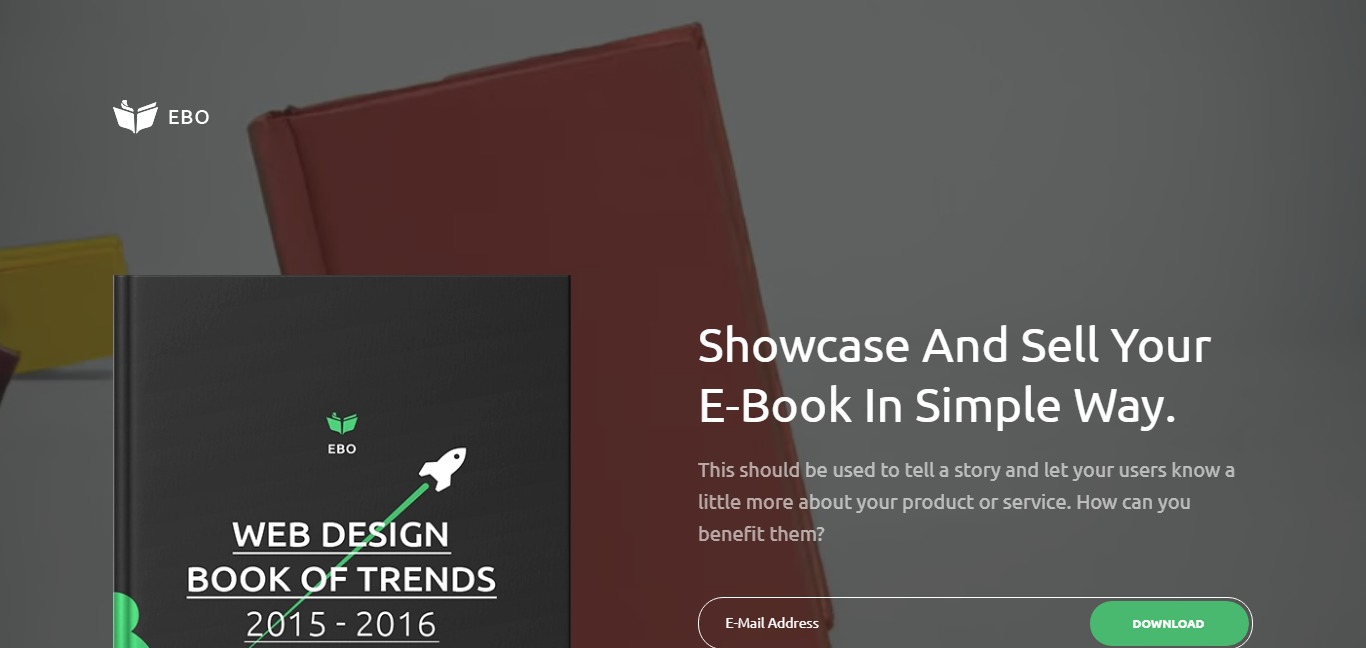 EBO
EBO
WEB DESIGN
BOOK OF TRENDS
2015 - 2016
Showcase And Sell Your
E-Book In Simple Way.
This should be used to tell a story and let your users know a
little more about your product or service. How can you
benefit them?
E-Mail Address
DOWNLOAD